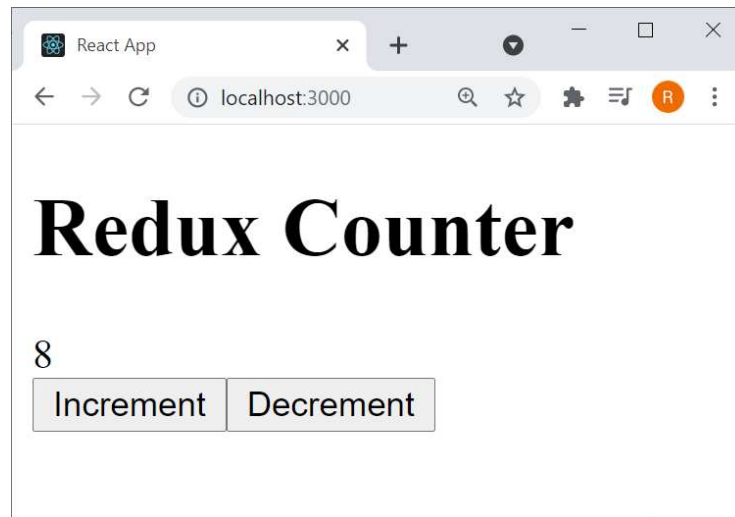 React App
localhost:3000
R
Redux Counter
8
Increment Decrement